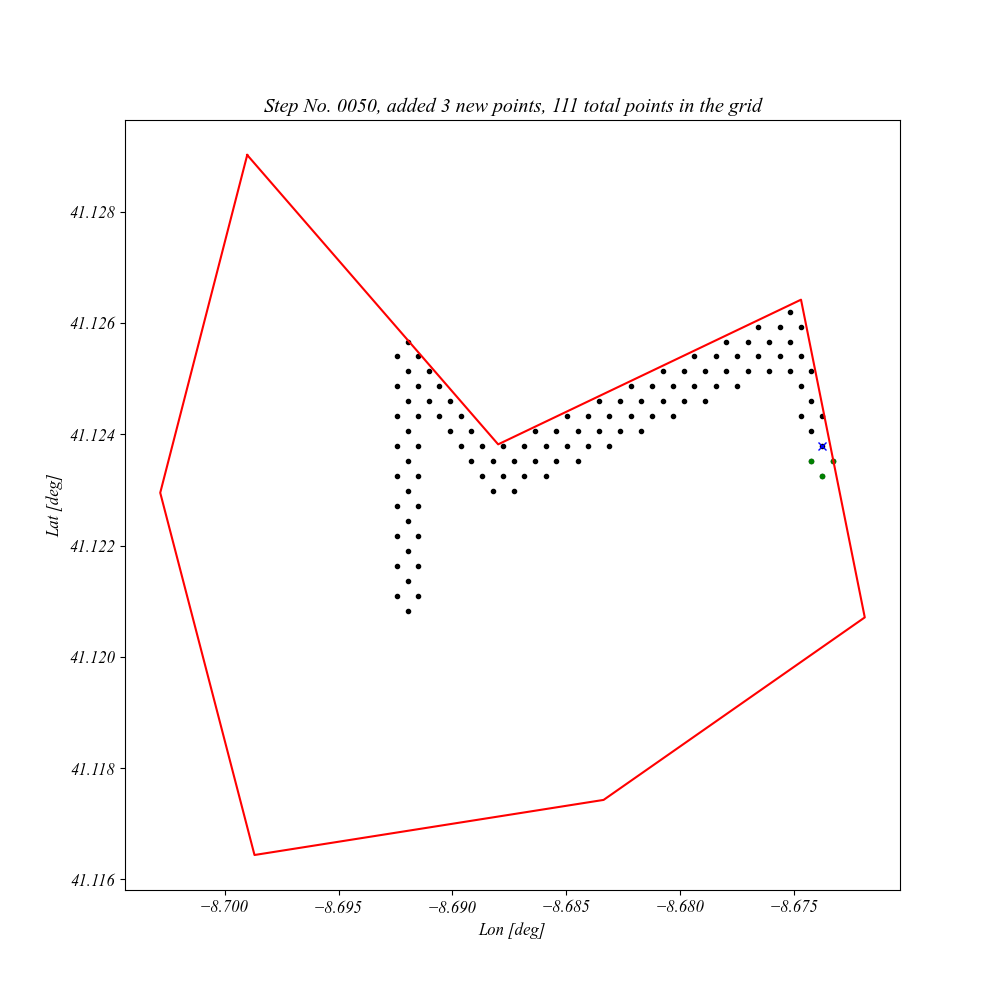 Step No. 0050, added 3 new points, 111 total points in the grid
41.128
41.126
41.124
41.122
41.120
41.118
41.116
Lat [deg]
−8.700 −8.695 −8.690 −8.685 −8.680 −8.675
Lon [deg]